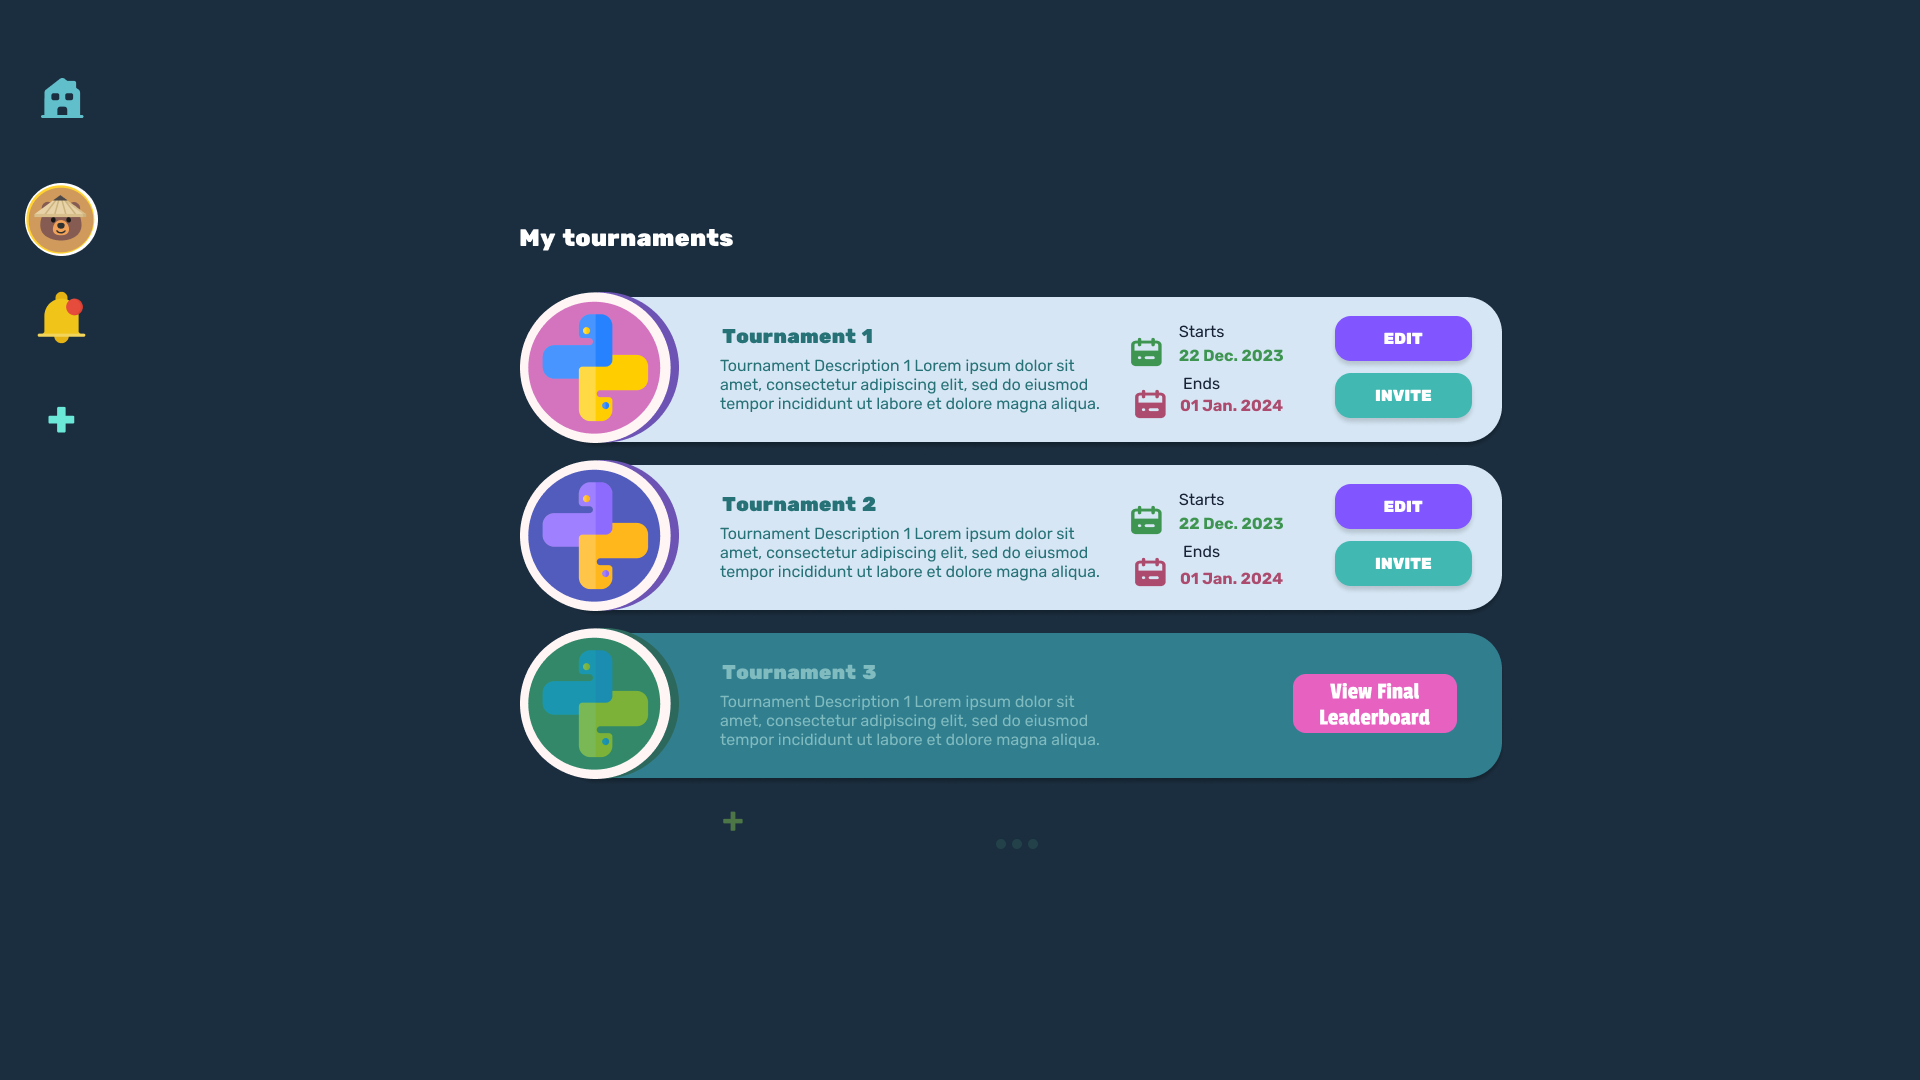 My tournaments
Tournament 1
Tournament Description 1 Lorem ipsum dolor sit
amet, consectetur adipiscing elit, sed do eiusmod
tempor incididunt ut labore et dolore magna aliqua.
Starts
22 Dec. 2023
Ends
01 Jan. 2024
EDIT
INVITE
Tournament 2
Tournament Description 1 Lorem ipsum dolor sit
amet, consectetur adipiscing elit, sed do eiusmod
tempor incididunt ut labore et dolore magna aliqua.
Starts
22 Dec. 2023
Ends
01 Jan. 2024
EDIT
INVITE
Tournament 3
Tournament Description 1 Lorem ipsum dolor sit
amet, consectetur adipiscing elit, sed do eiusmod
tempor incididunt ut labore et dolore magna aliqua.
View Final
Leaderboard